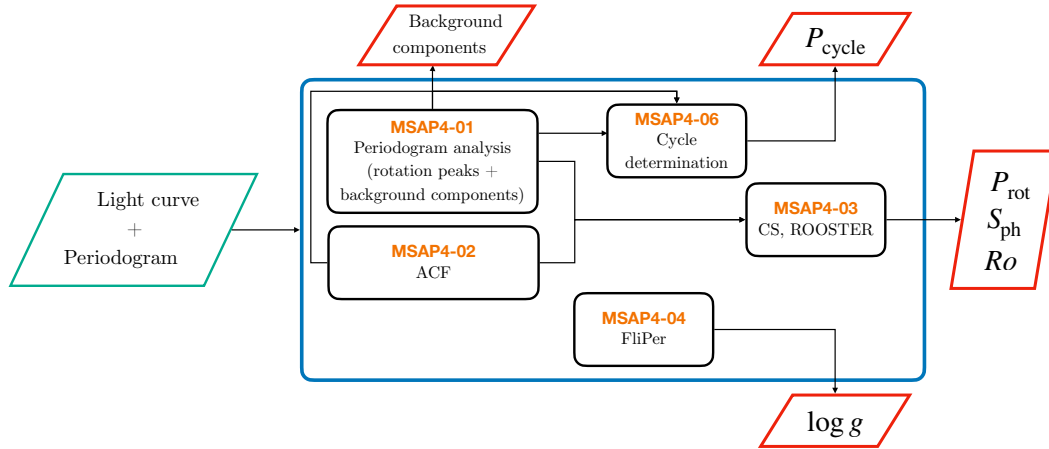 Background
components
P_cycle
MSAP4-01
Periodogram analysis
(rotation peaks +
background components)
MSAP4-06
Cycle
determination
Light curve
+
Periodogram
MSAP4-02
ACF
MSAP4-03
CS, ROOSTER
P_rot
S_ph
Ro
MSAP4-04
FliPer
log g